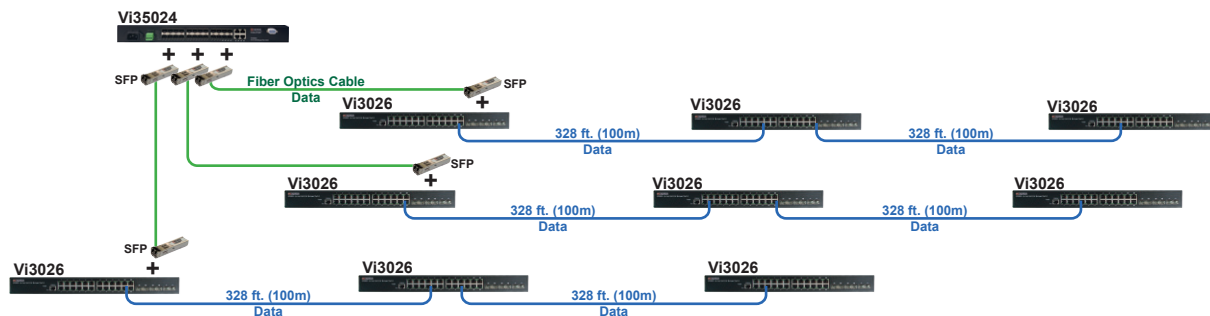 Vi35024
SFP
Fiber Optics Cable
Data
SFP
Vi3026
Vi3026
Vi3026
328 ft. (100m)
Data
328 ft. (100m)
Data
SFP
Vi3026
Vi3026
Vi3026
328 ft. (100m)
Data
328 ft. (100m)
Data
SFP
Vi3026
Vi3026
Vi3026
328 ft. (100m)
Data
328 ft. (100m)
Data